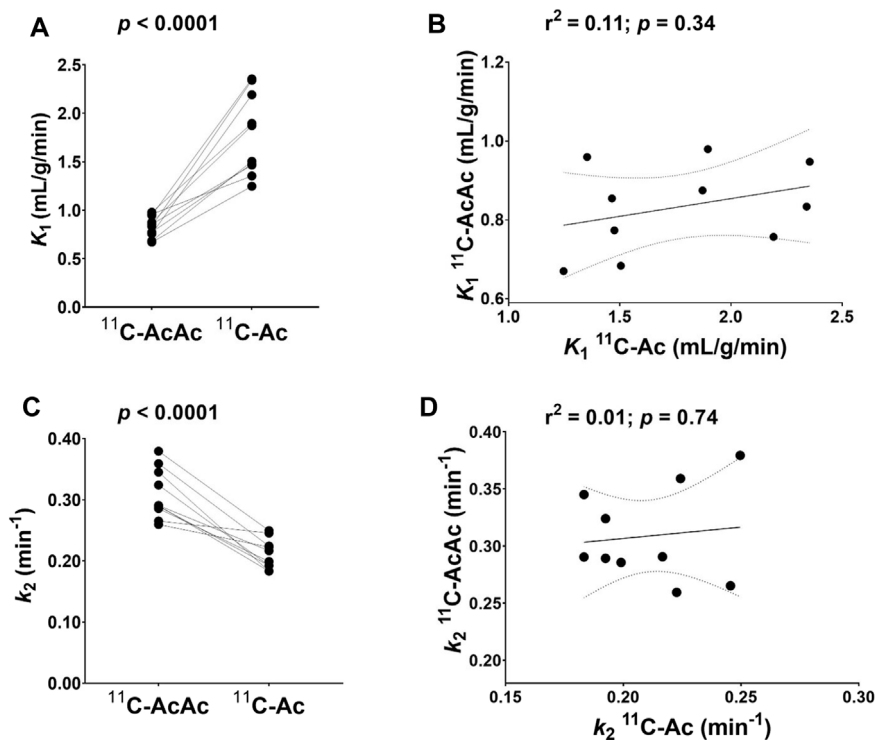 A
p < 0.0001
K₁ (mL/g/min)
2.5
2.0
1.5
1.0
0.5
0.0
¹¹C-AcAc
¹¹C-Ac
B
r² = 0.11; p = 0.34
K₁ ¹¹C-AcAc (mL/g/min)
1.2
1.0
0.8
0.6
1.0
1.5
2.0
2.5
K₁ ¹¹C-Ac (mL/g/min)
C
p < 0.0001
k₂ (min⁻¹)
0.40
0.30
0.20
0.10
0.00
¹¹C-AcAc
¹¹C-Ac
D
r² = 0.01; p = 0.74
k₂ ¹¹C-AcAc (min⁻¹)
0.40
0.35
0.30
0.25
0.20
0.15
0.20
0.25
0.30
k₂ ¹¹C-Ac (min⁻¹)